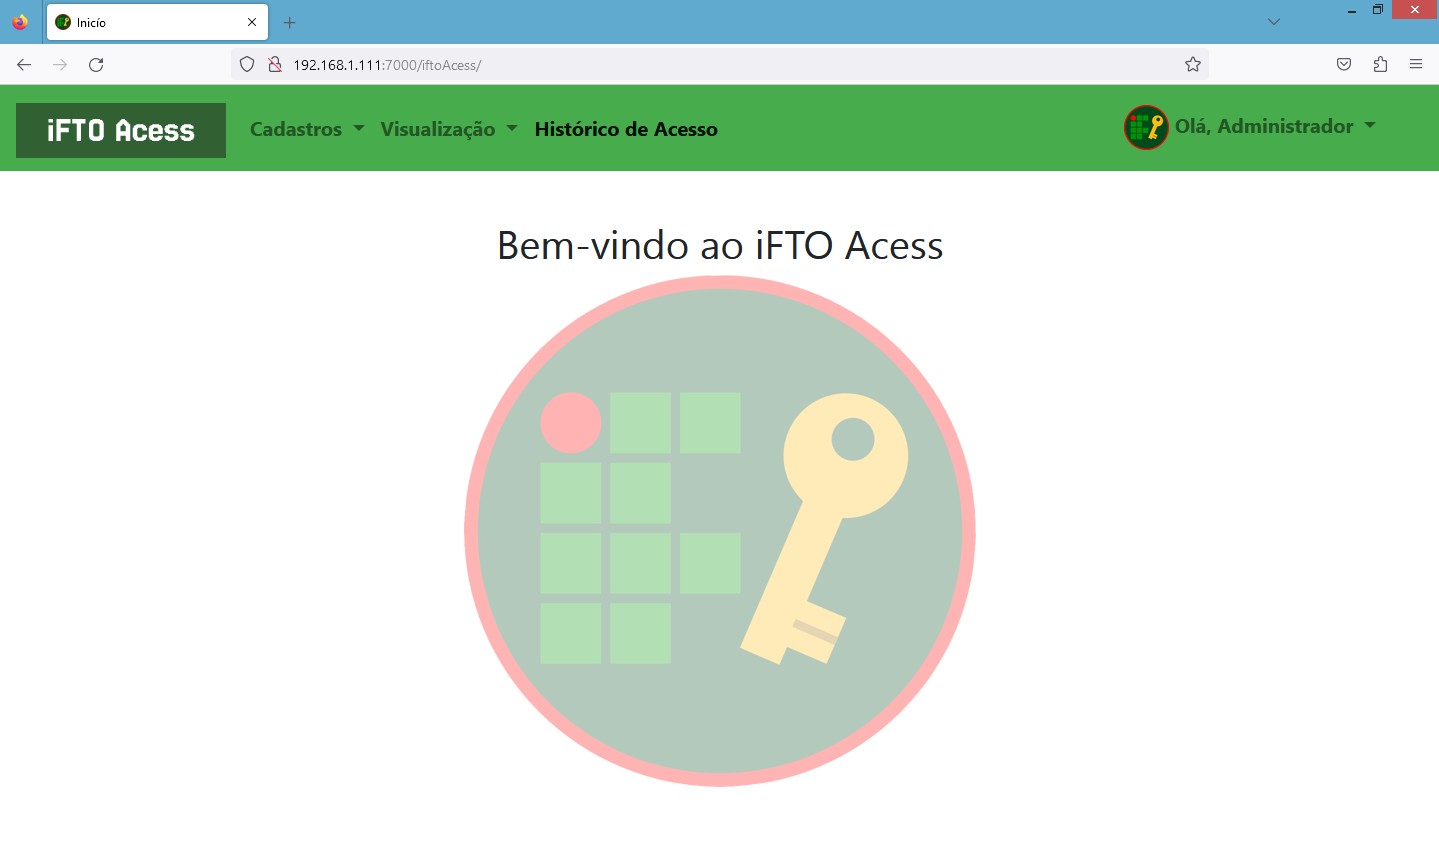 Inicío
192.168.1.111:7000/iftoAcess/
iFTO Acess
Cadastros
Visualização
Histórico de Acesso
Olá, Administrador
Bem-vindo ao iFTO Acess